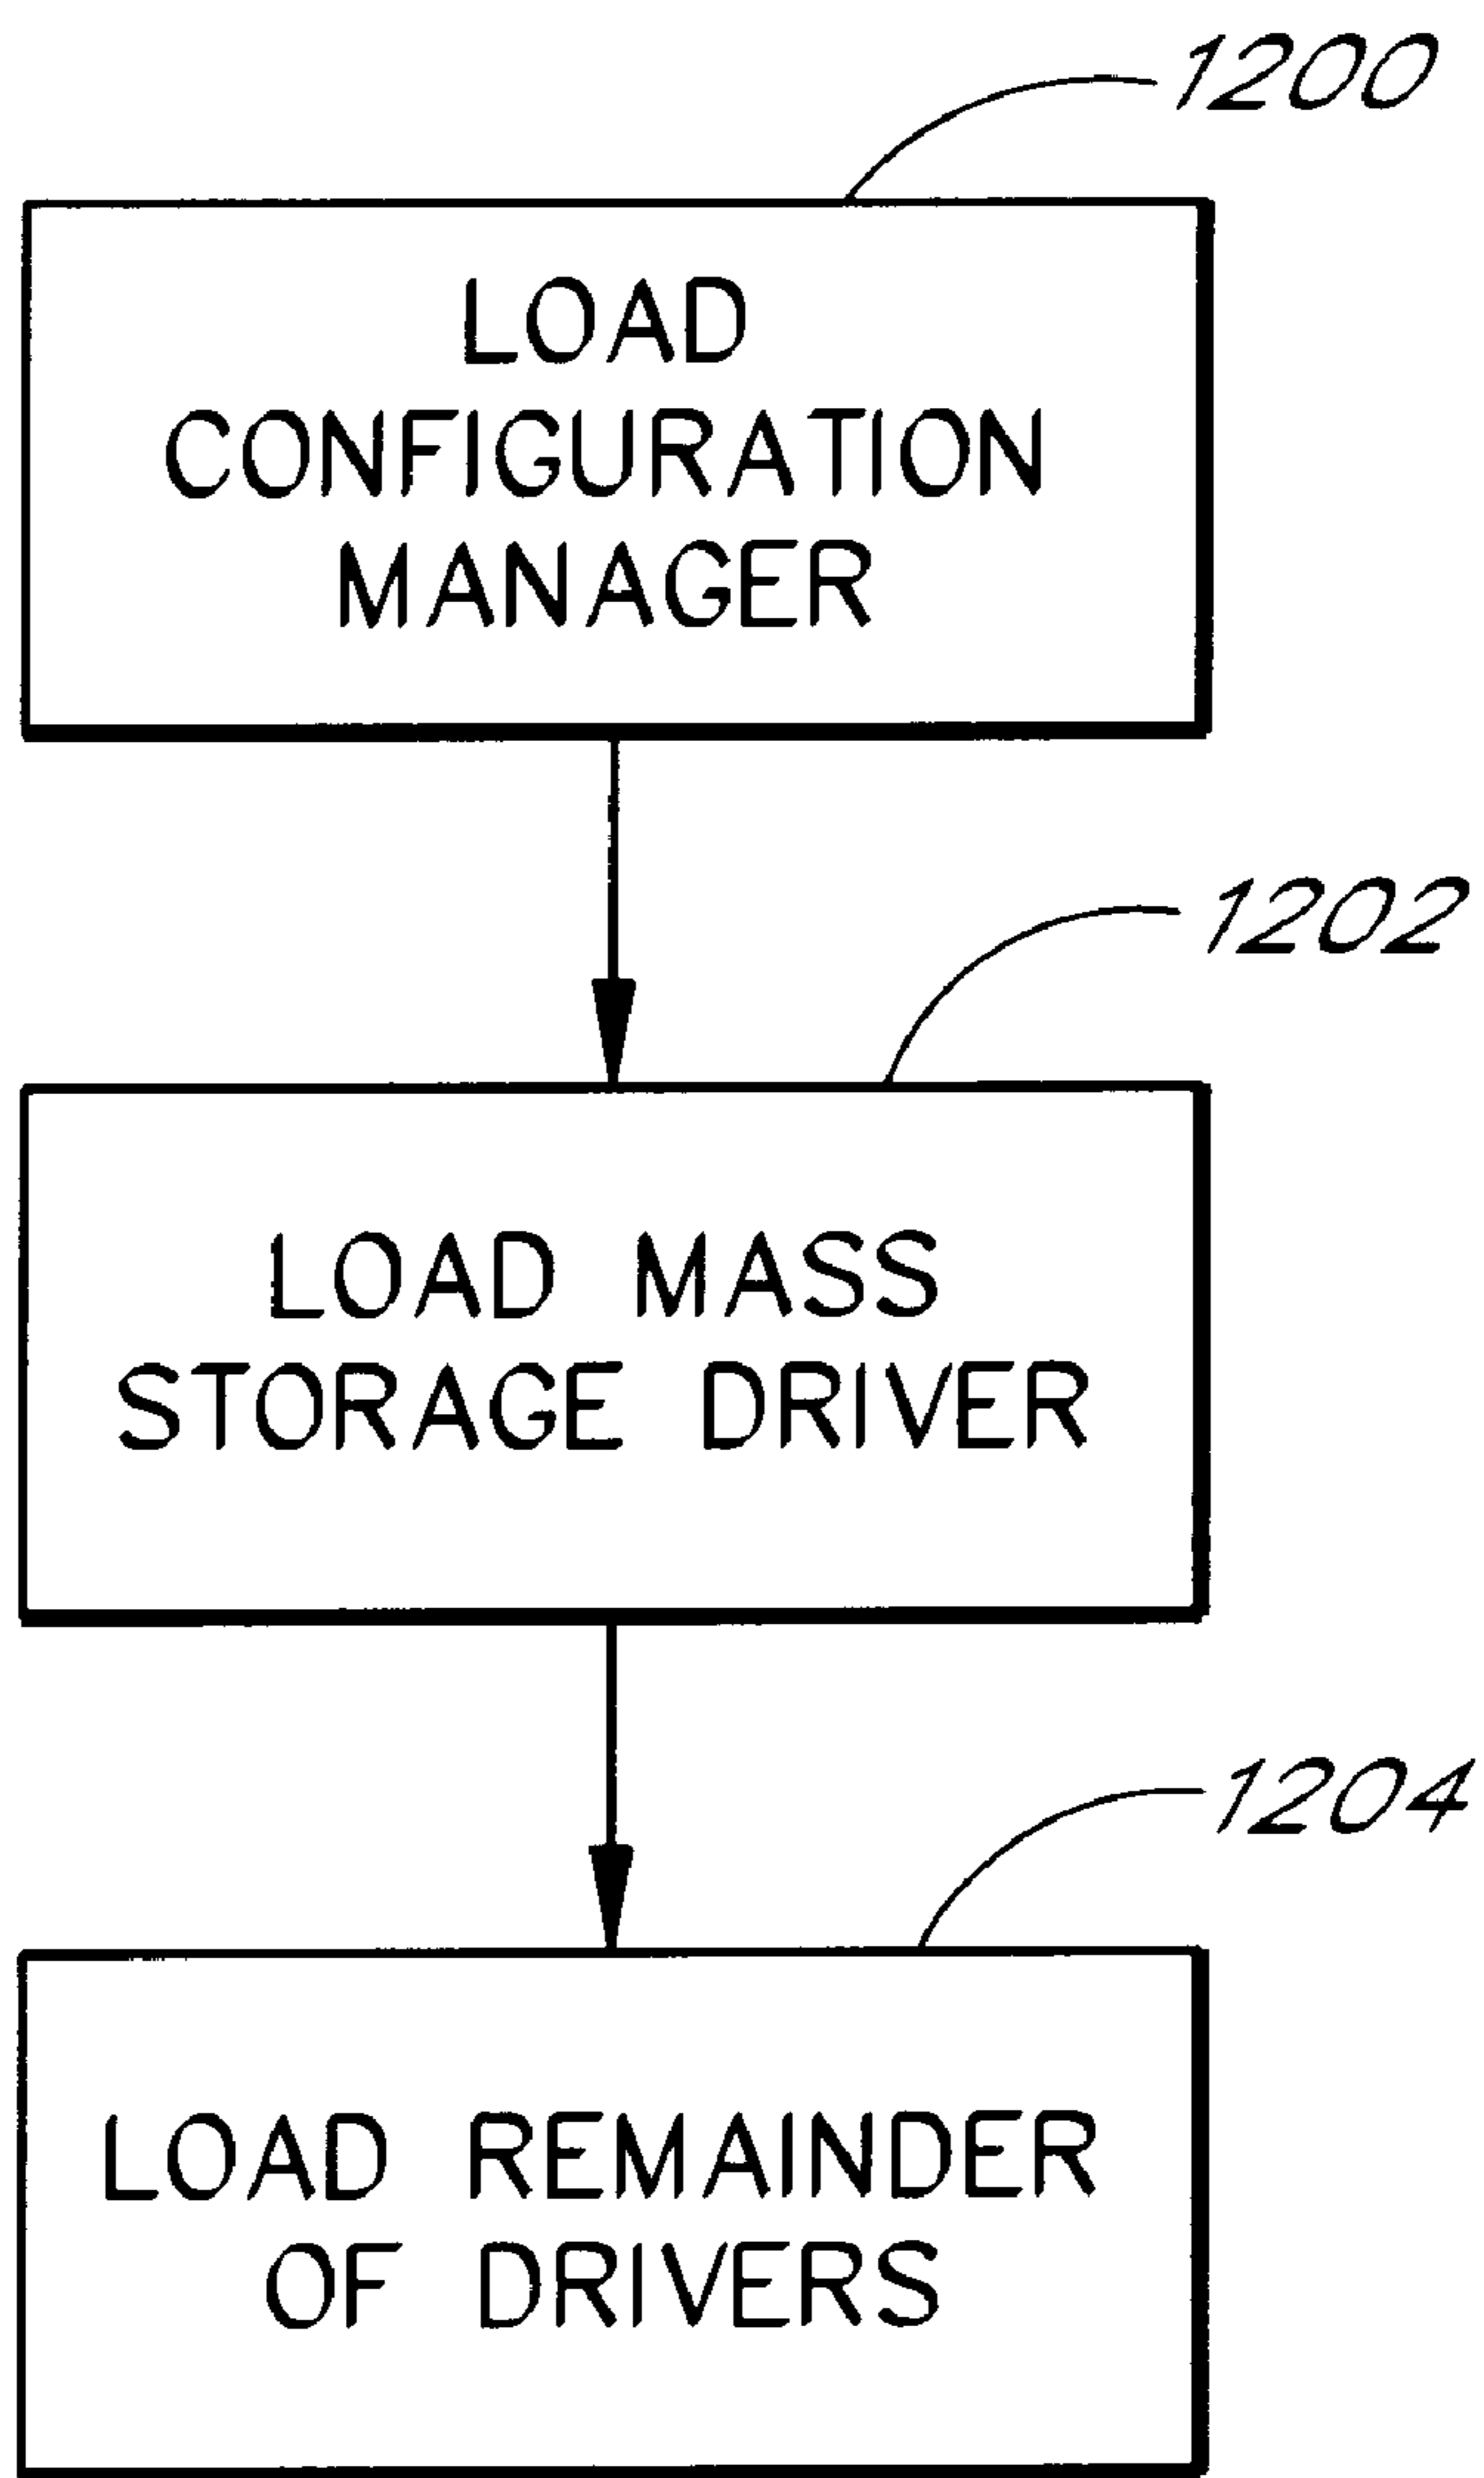 1200
LOAD
CONFIGURATION
MANAGER
1202
LOAD MASS
STORAGE DRIVER
1204
LOAD REMAINDER
OF DRIVERS